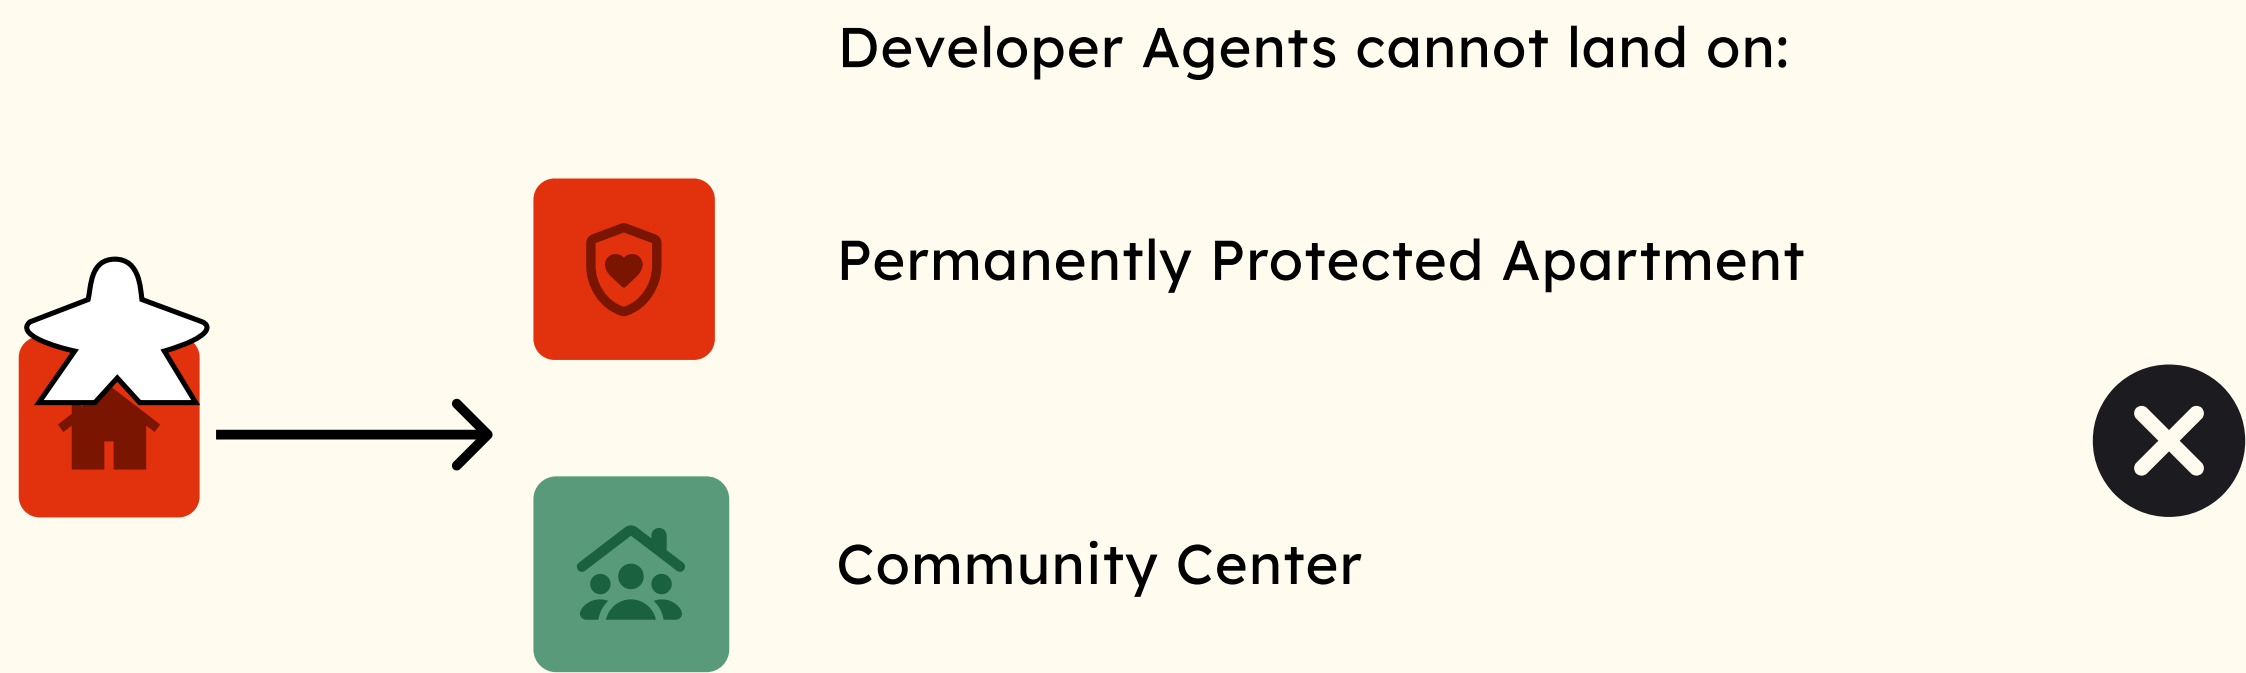 Developer Agents cannot land on:
Permanently Protected Apartment
Community Center